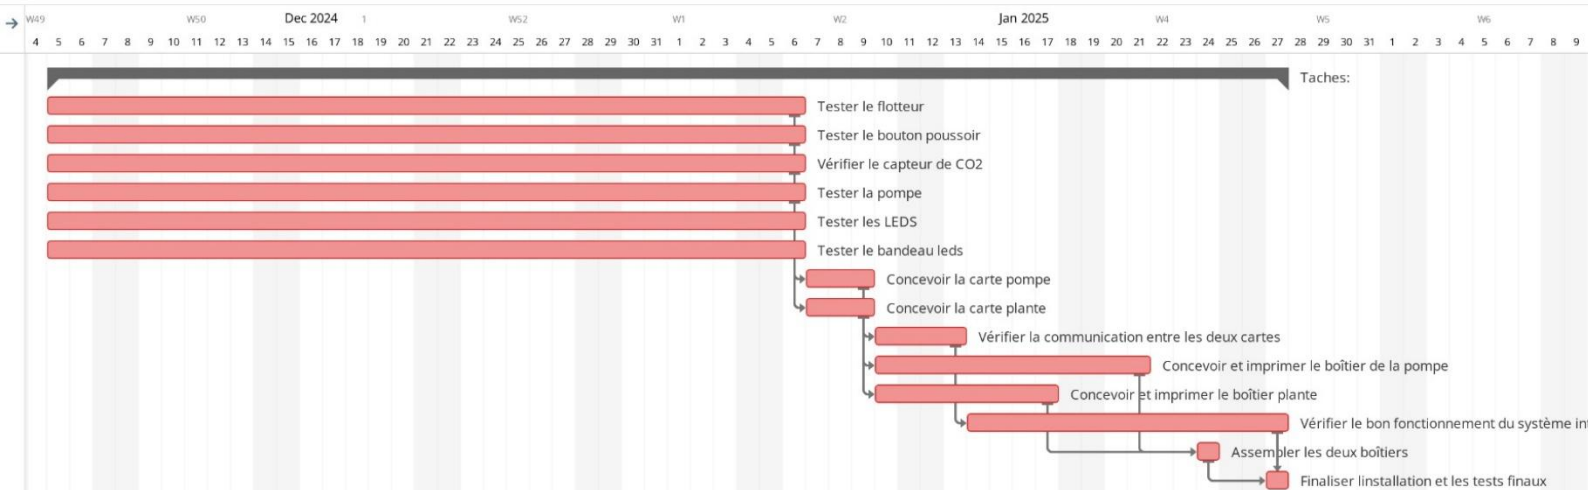 W49 W50 Dec 2024 1 W52 W1 W2 Jan 2025 W4 W5 W6
4 5 6 7 8 9 10 11 12 13 14 15 16 17 18 19 20 21 22 23 24 25 26 27 28 29 30 31 1 2 3 4 5 6 7 8 9 10 11 12 13 14 15 16 17 18 19 20 21 22 23 24 25 26 27 28 29 30 31 1 2 3 4 5 6 7 8 9
Taches:
Tester le flotteur
Tester le bouton poussoir
Vérifier le capteur de CO2
Tester la pompe
Tester les LEDS
Tester le bandeau leds
Concevoir la carte pompe
Concevoir la carte plante
Vérifier la communication entre les deux cartes
Concevoir et imprimer le boîtier de la pompe
Concevoir et imprimer le boîtier plante
Vérifier le bon fonctionnement du système in
Assembler les deux boîtiers
Finaliser linstallation et les tests finaux